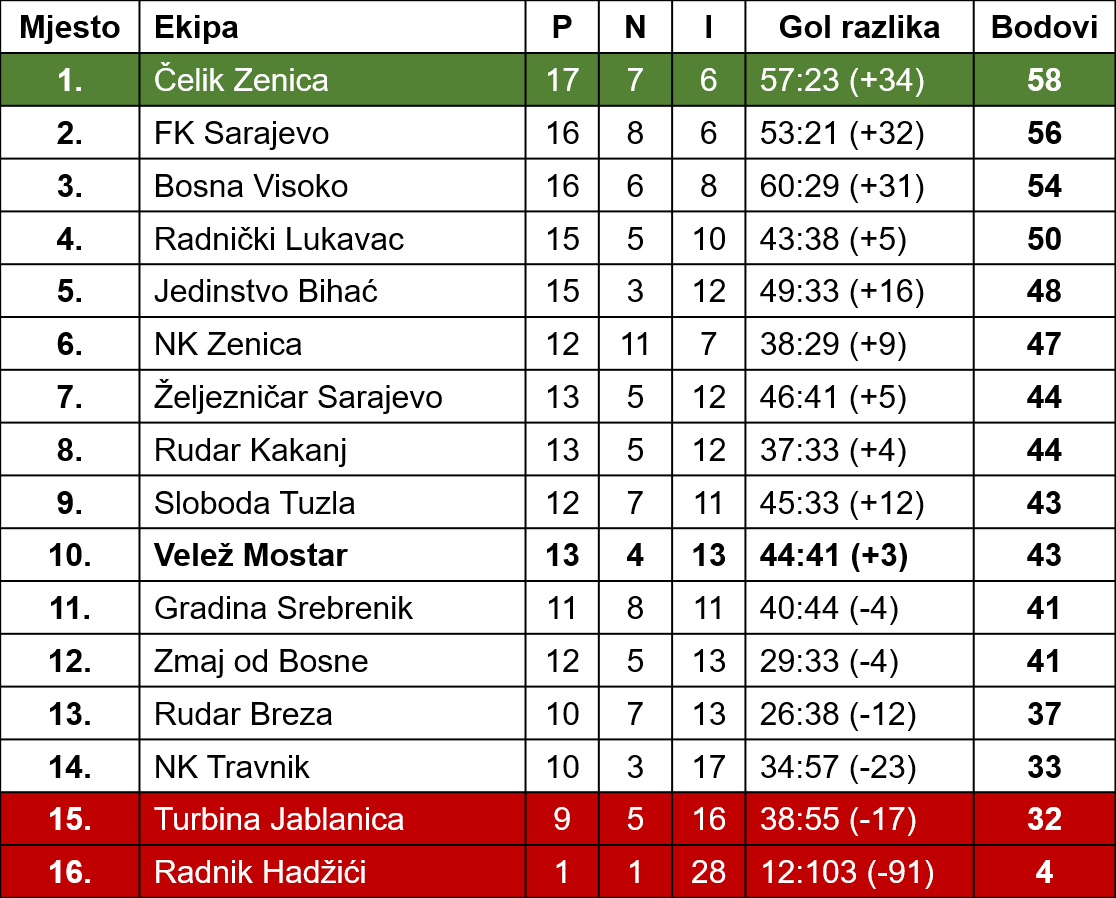 Mjesto Ekipa P N I Gol razlika Bodovi
1. Čelik Zenica 17 7 6 57:23 (+34) 58
2. FK Sarajevo 16 8 6 53:21 (+32) 56
3. Bosna Visoko 16 6 8 60:29 (+31) 54
4. Radnički Lukavac 15 5 10 43:38 (+5) 50
5. Jedinstvo Bihać 15 3 12 49:33 (+16) 48
6. NK Zenica 12 11 7 38:29 (+9) 47
7. Željezničar Sarajevo 13 5 12 46:41 (+5) 44
8. Rudar Kakanj 13 5 12 37:33 (+4) 44
9. Sloboda Tuzla 12 7 11 45:33 (+12) 43
10. Velež Mostar 13 4 13 44:41 (+3) 43
11. Gradina Srebrenik 11 8 11 40:44 (-4) 41
12. Zmaj od Bosne 12 5 13 29:33 (-4) 41
13. Rudar Breza 10 7 13 26:38 (-12) 37
14. NK Travnik 10 3 17 34:57 (-23) 33
15. Turbina Jablanica 9 5 16 38:55 (-17) 32
16. Radnik Hadžići 1 1 28 12:103 (-91) 4